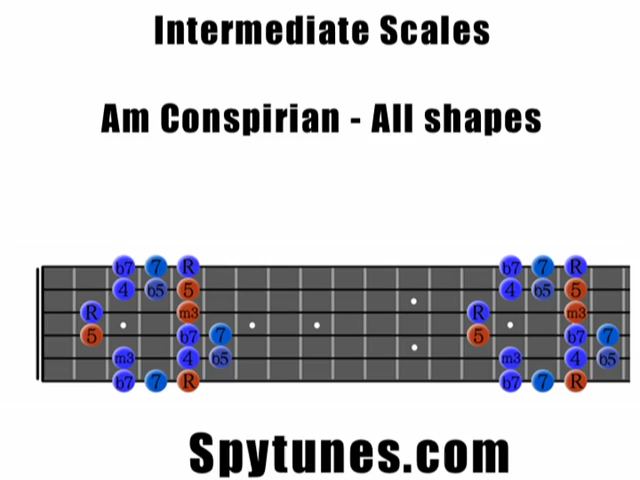 Intermediate Scales
Am Conspirian - All shapes
b7 7 R b7 7 R
4 b5 5 4 b5 5
R m3 R m3
5 b7 7 5 b7 7
m3 4 b5 m3 4 b5
b7 7 R b7 7 R
Spytunes.com